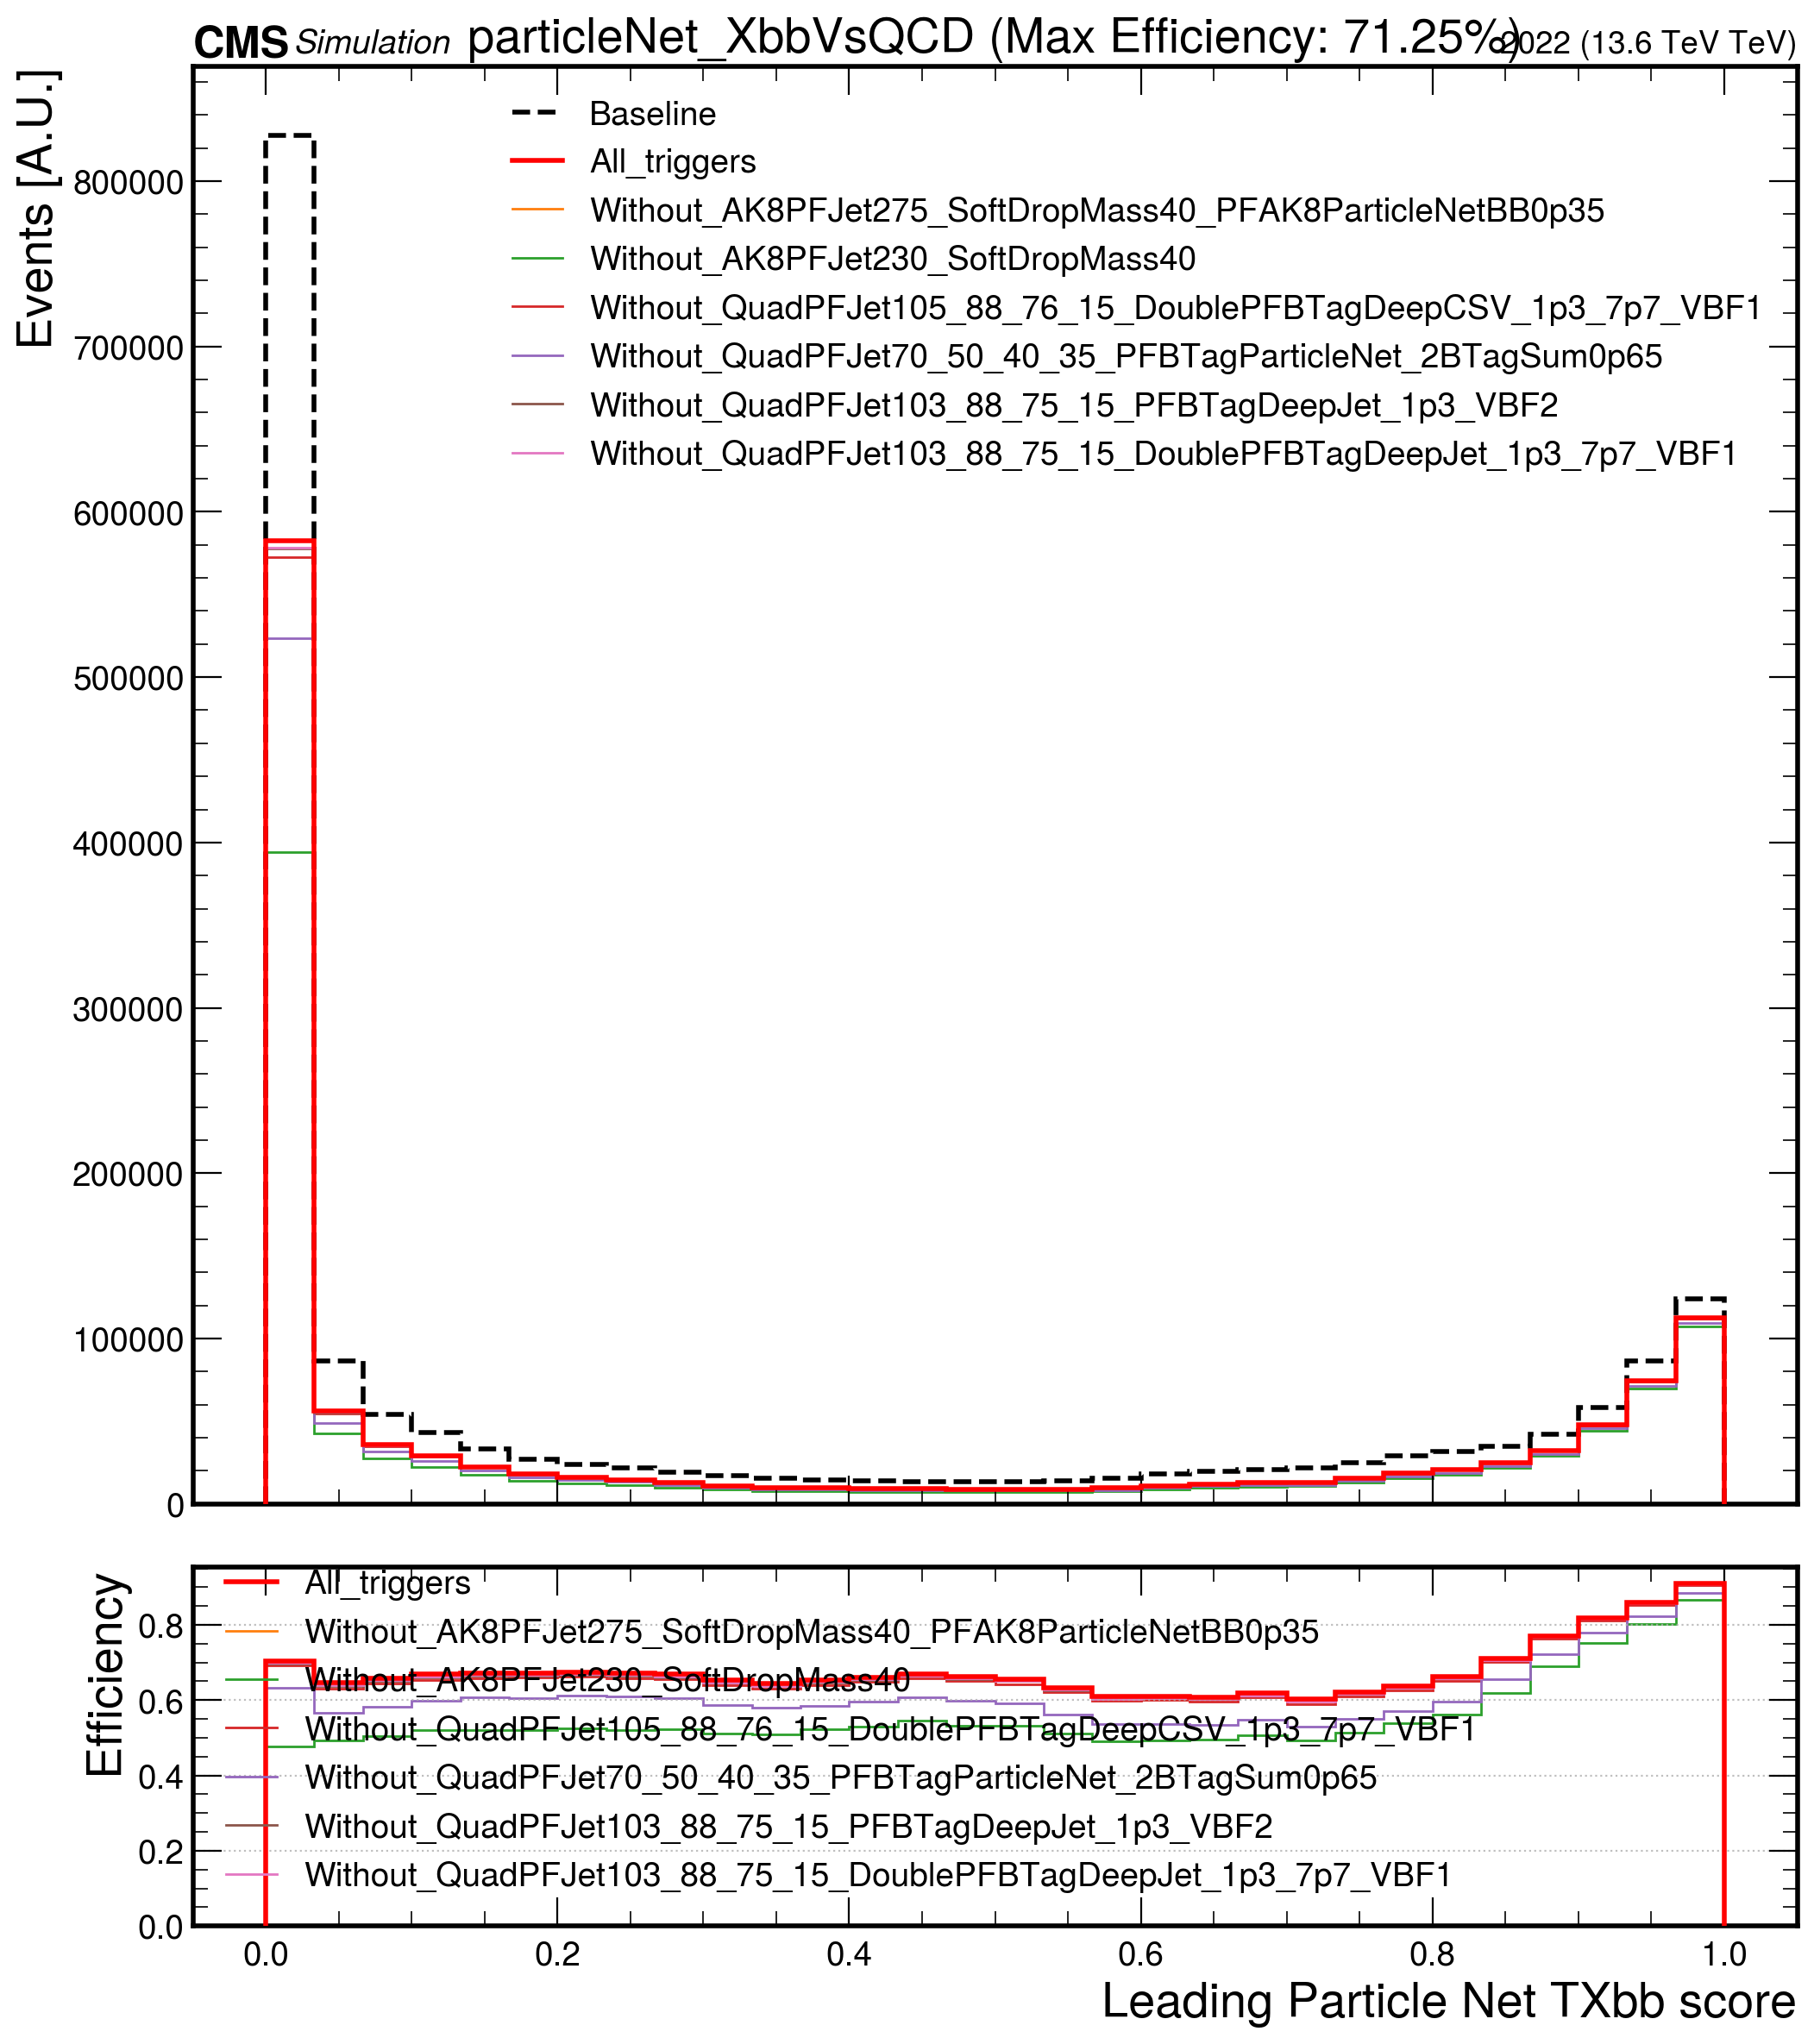 CMS Simulation particleNet_XbbVsQCD (Max Efficiency: 71.25%) 2022 (13.6 TeV TeV)
Events [A.U.]
Baseline
All_triggers
Without_AK8PFJet275_SoftDropMass40_PFAK8ParticleNetBB0p35
Without_AK8PFJet230_SoftDropMass40
Without_QuadPFJet105_88_76_15_DoublePFBTagDeepCSV_1p3_7p7_VBF1
Without_QuadPFJet70_50_40_35_PFBTagParticleNet_2BTagSum0p65
Without_QuadPFJet103_88_75_15_PFBTagDeepJet_1p3_VBF2
Without_QuadPFJet103_88_75_15_DoublePFBTagDeepJet_1p3_7p7_VBF1
800000
700000
600000
500000
400000
300000
200000
100000
0
Efficiency
All_triggers
Without_AK8PFJet275_SoftDropMass40_PFAK8ParticleNetBB0p35
Without_AK8PFJet230_SoftDropMass40
Without_QuadPFJet105_88_76_15_DoublePFBTagDeepCSV_1p3_7p7_VBF1
Without_QuadPFJet70_50_40_35_PFBTagParticleNet_2BTagSum0p65
Without_QuadPFJet103_88_75_15_PFBTagDeepJet_1p3_VBF2
Without_QuadPFJet103_88_75_15_DoublePFBTagDeepJet_1p3_7p7_VBF1
0.8
0.6
0.4
0.2
0.0
0.0 0.2 0.4 0.6 0.8 1.0
Leading Particle Net TXbb score